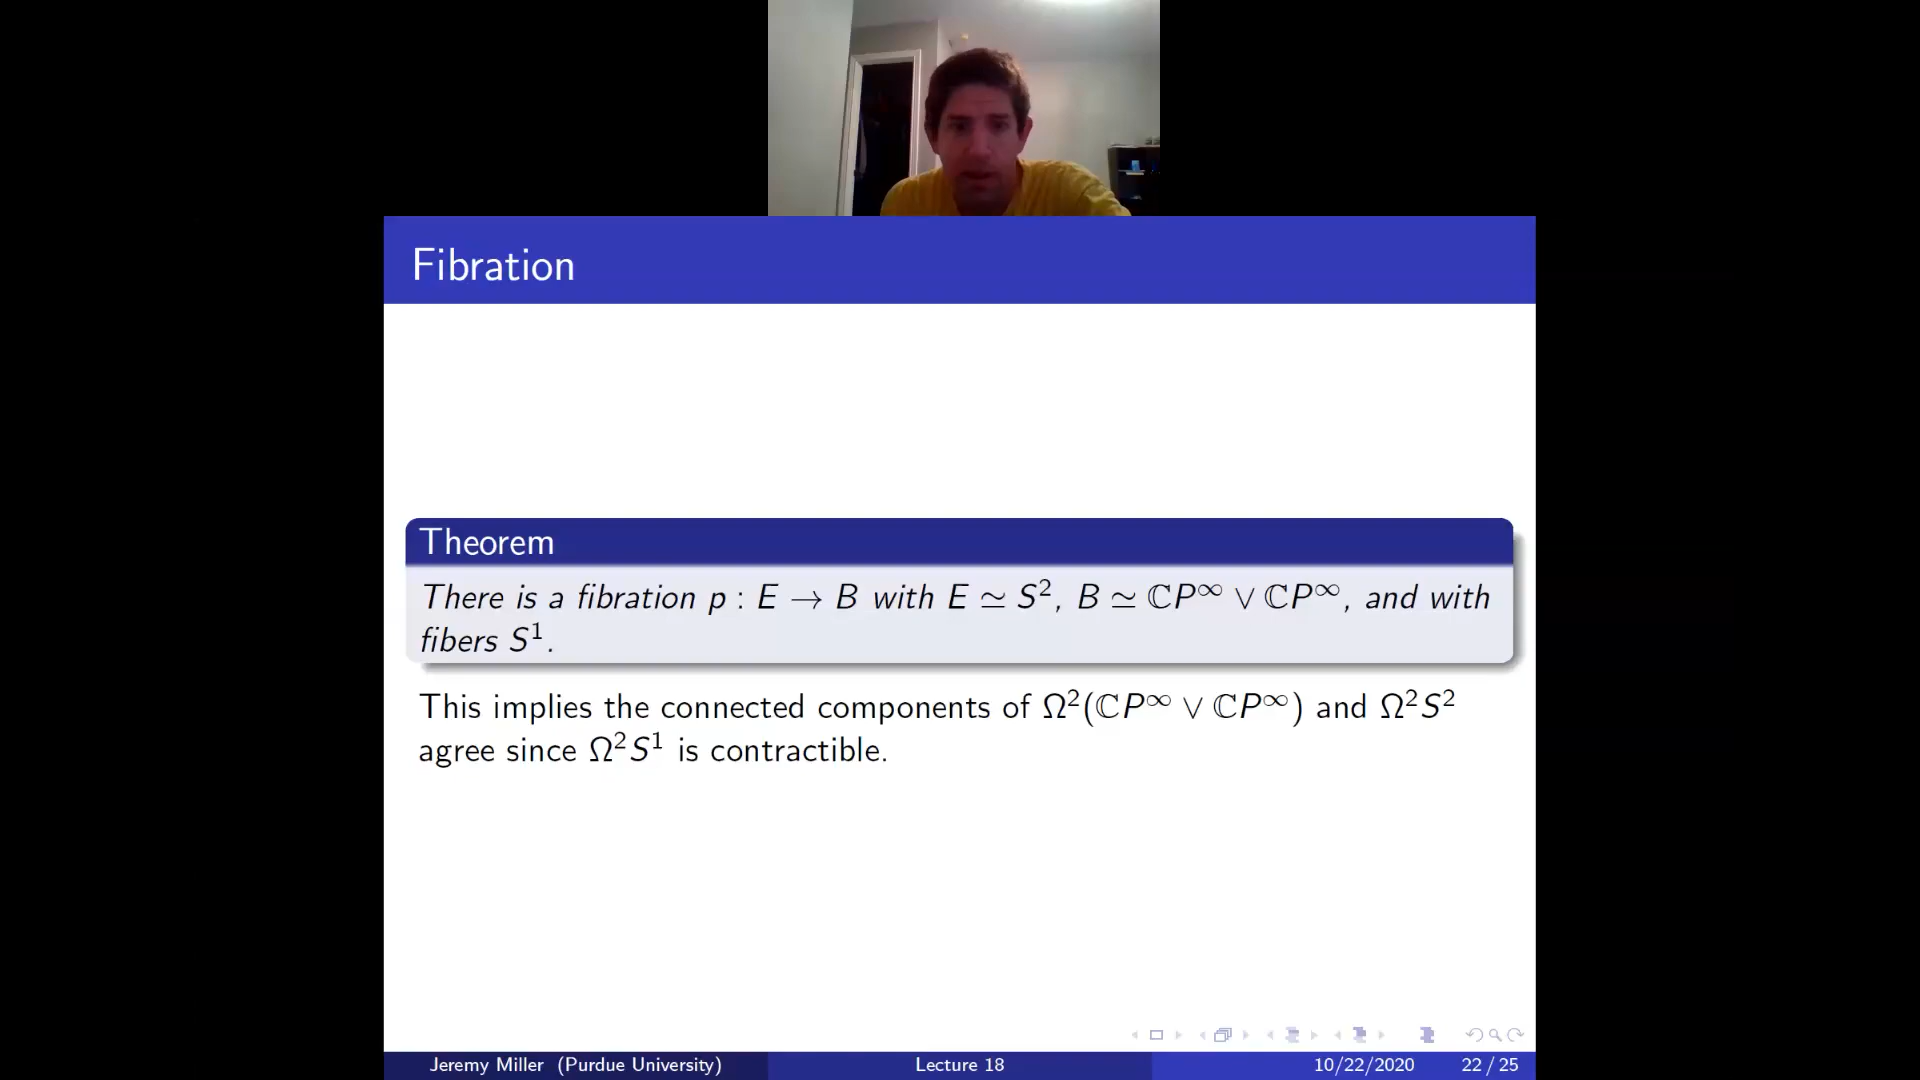 Fibration
Theorem
There is a fibration p : E → B with E ≃ S², B ≃ ℂP^∞ ∨ ℂP^∞, and with
fibers S¹.
This implies the connected components of Ω²(ℂP^∞ ∨ ℂP^∞) and Ω²S²
agree since Ω²S¹ is contractible.
Jeremy Miller (Purdue University) Lecture 18 10/22/2020 22 / 25